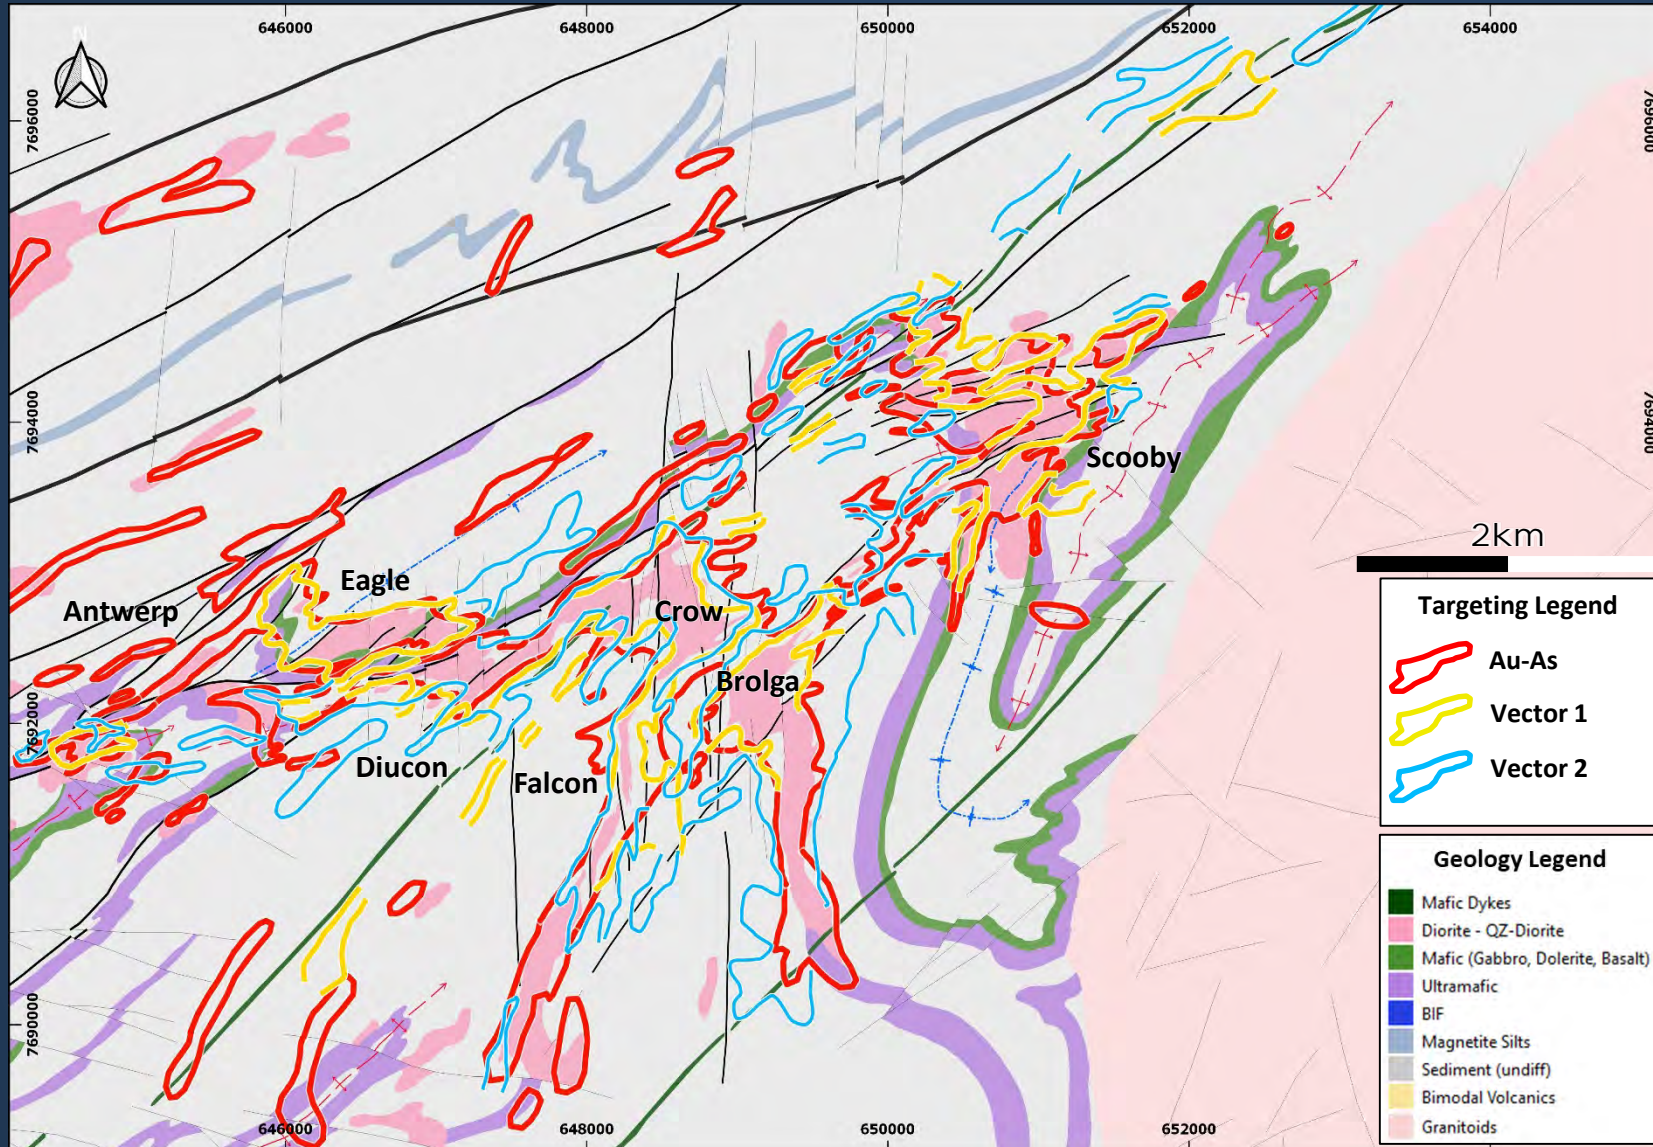 646000
648000
650000
652000
654000
N
7696000
7696000
7694000
7694000
Scooby
2km
Eagle
Antwerp
Crow
Brolga
7692000
Diucon
Falcon
Targeting Legend
Au-As
Vector 1
Vector 2
Geology Legend
Mafic Dykes
Diorite - QZ-Diorite
Mafic (Gabbro, Dolerite, Basalt)
Ultramafic
BIF
Magnetite Silts
Sediment (undiff)
Bimodal Volcanics
Granitoids
7690000
646000
648000
650000
652000